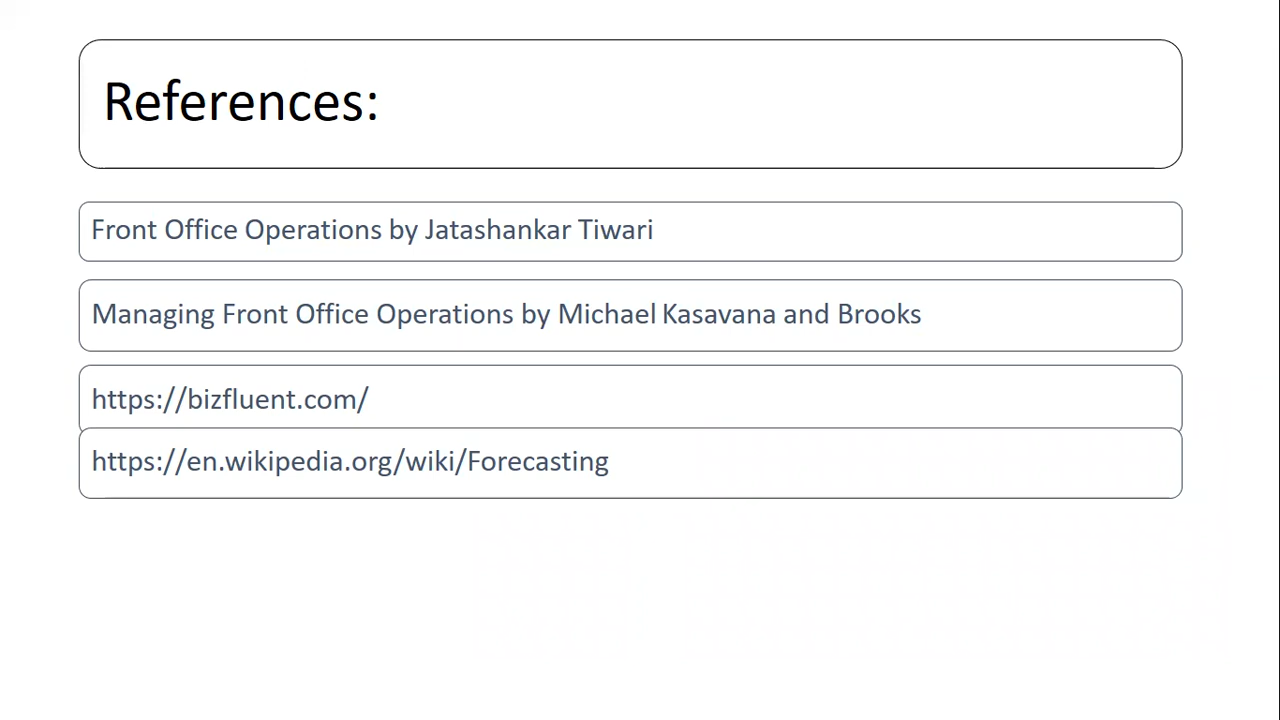 References:
Front Office Operations by Jatashankar Tiwari
Managing Front Office Operations by Michael Kasavana and Brooks
https://bizfluent.com/
https://en.wikipedia.org/wiki/Forecasting